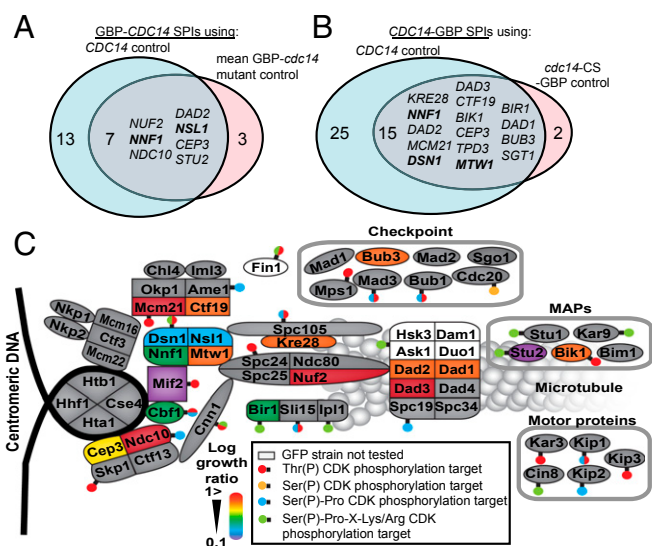 A
GBP-CDC14 SPIs using:
CDC14 control
mean GBP-cdc14
mutant control
13
7
NUF2
NNF1
NDC10
DAD2
NSL1
CEP3
STU2
3
B
CDC14-GBP SPIs using:
CDC14 control
cdc14-CS
-GBP control
25
15
KRE28
NNF1
DAD2
MCM21
DSN1
DAD3
CTF19
BIK1
CEP3
TPD3
MTW1
BIR1
DAD1
BUB3
SGT1
2
C
Centromeric DNA
Nkp1
Nkp2
Mcm16
Ctf3
Mcm22
Htb1
Hhf1
Cse4
Hta1
Chl4
Iml3
Okp1
Ame1
Mcm21
Ctf19
Fin1
Dsn1
Nsl1
Nnf1
Mtw1
Mif2
Cbf1
Cep3
Ndc10
Skp1
Ctf13
Cnn1
Spc105
Kre28
Spc24
Ndc80
Spc25
Nuf2
Bir1
Sli15
Ipl1
Hsk3
Dam1
Ask1
Duo1
Dad2
Dad1
Dad3
Dad4
Spc19
Spc34
Checkpoint
Mad1
Bub3
Mad2
Sgo1
Mps1
Mad3
Bub1
Cdc20
MAPs
Stu1
Kar9
Stu2
Bik1
Bim1
Microtubule
Motor proteins
Kar3
Kip1
Kip3
Cin8
Kip2
Log
growth
ratio
1>
0.1
GFP strain not tested
Thr(P) CDK phosphorylation target
Ser(P) CDK phosphorylation target
Ser(P)-Pro CDK phosphorylation target
Ser(P)-Pro-X-Lys/Arg CDK
phosphorylation target